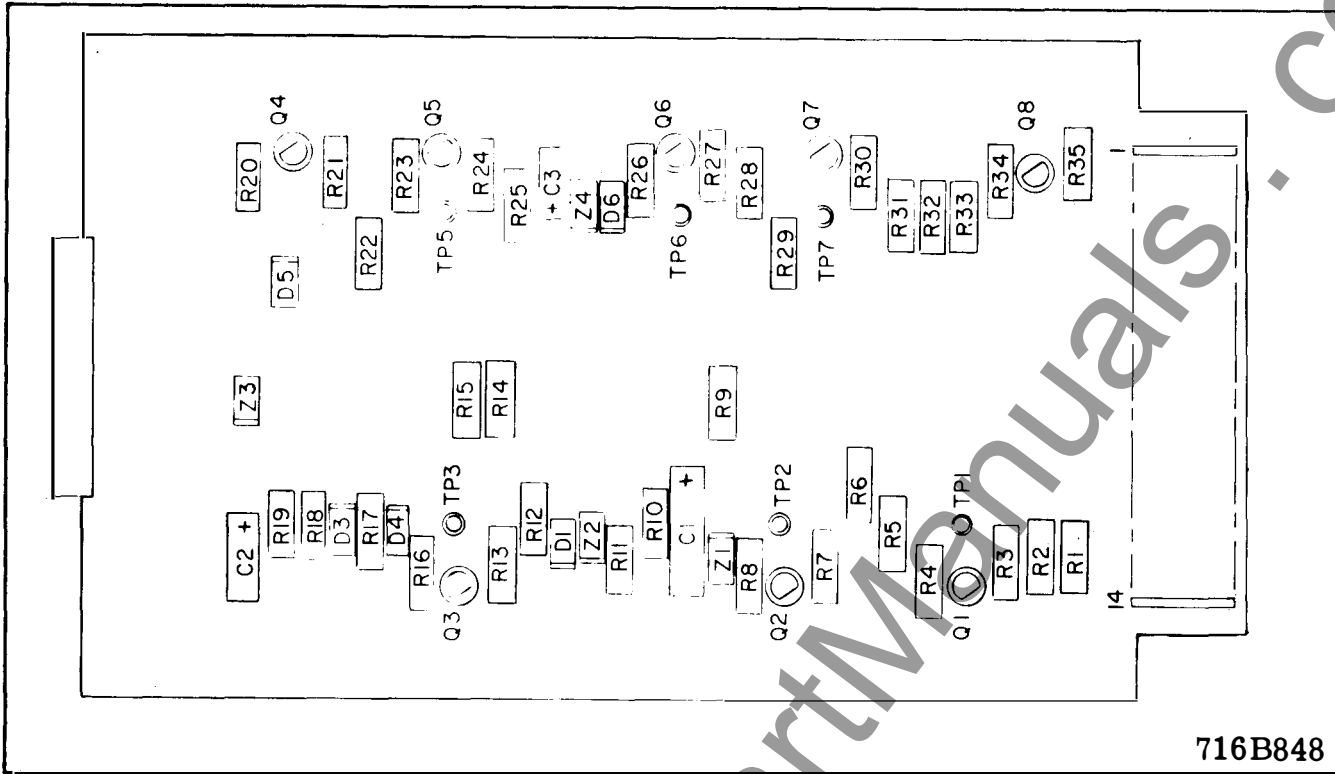 Q4
Q5
Q6
Q7
Q8
R20
R21
R23
R24
R25
+ C3
Z4
D6
R26
R27
R28
R30
R34
R35
1
R22
TP5
TP6
R29
TP7
R31
R32
R33
D5
Z3
R15
R14
R9
C2 +
R19
R18
D3
R17
D4
R16
TP3
R13
R12
D1
Z2
R11
R10
C1 +
Z1
R8
TP2
R7
R6
R5
R4
TP1
R3
R2
R1
Q3
Q2
Q1
14
716B848
rtManuals.co